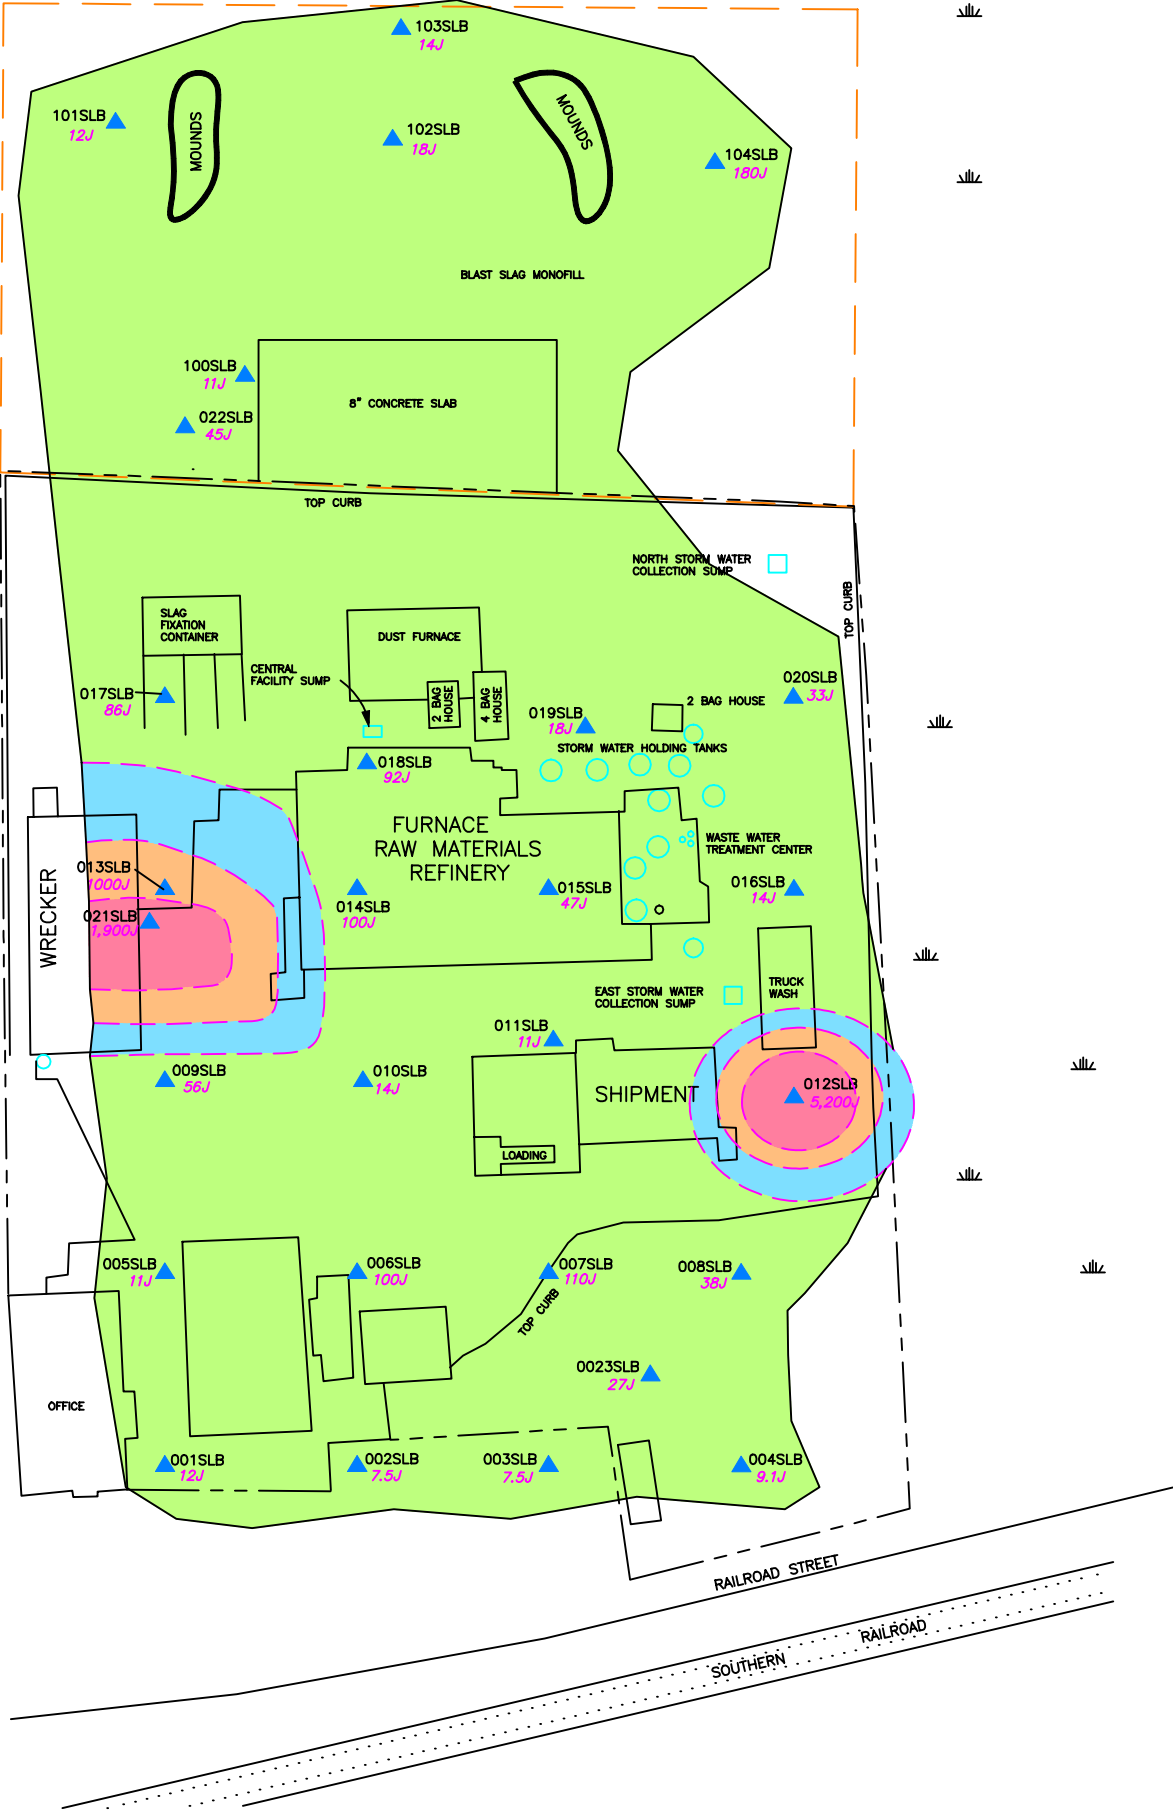 103SLB
14J
101SLB
12J
MOUNDS
MOUNDS
102SLB
18J
104SLB
180J
BLAST SLAG MONOFILL
100SLB
11J
8" CONCRETE SLAB
022SLB
45J
TOP CURB
NORTH STORM WATER
COLLECTION SUMP
TOP CURB
SLAG
FIXATION
CONTAINER
DUST FURNACE
CENTRAL
FACILITY SUMP
2 BAG
HOUSE
4 BAG
HOUSE
017SLB
86J
020SLB
33J
2 BAG HOUSE
019SLB
18J
STORM WATER HOLDING TANKS
018SLB
92J
FURNACE
RAW MATERIALS
REFINERY
WASTE WATER
TREATMENT CENTER
013SLB
1000J
WRECKER
021SLB
1,900J
014SLB
100J
015SLB
47J
016SLB
14J
TRUCK
WASH
EAST STORM WATER
COLLECTION SUMP
011SLB
11J
009SLB
56J
010SLB
14J
SHIPMENT
012SLB
5,200J
LOADING
005SLB
11J
006SLB
100J
007SLB
110J
008SLB
38J
TOP CURB
0023SLB
27J
OFFICE
001SLB
12J
002SLB
7.5J
003SLB
7.5J
004SLB
9.1J
RAILROAD STREET
SOUTHERN RAILROAD